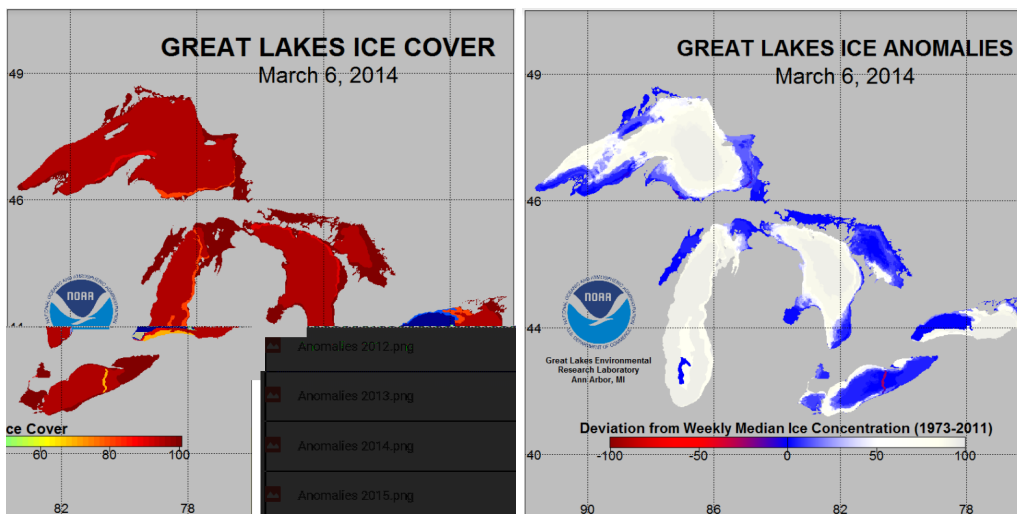 GREAT LAKES ICE COVER
March 6, 2014
49
46
NOAA
44
Anomalies 2012.png
Anomalies 2013.png
Anomalies 2014.png
Anomalies 2015.png
ce Cover
60 80 100
82 78
GREAT LAKES ICE ANOMALIES
March 6, 2014
49
46
NOAA
44
Great Lakes Environmental
Research Laboratory
Ann Arbor, MI
Deviation from Weekly Median Ice Concentration (1973-2011)
-100 -50 0 50 100
40
90 86 82 78